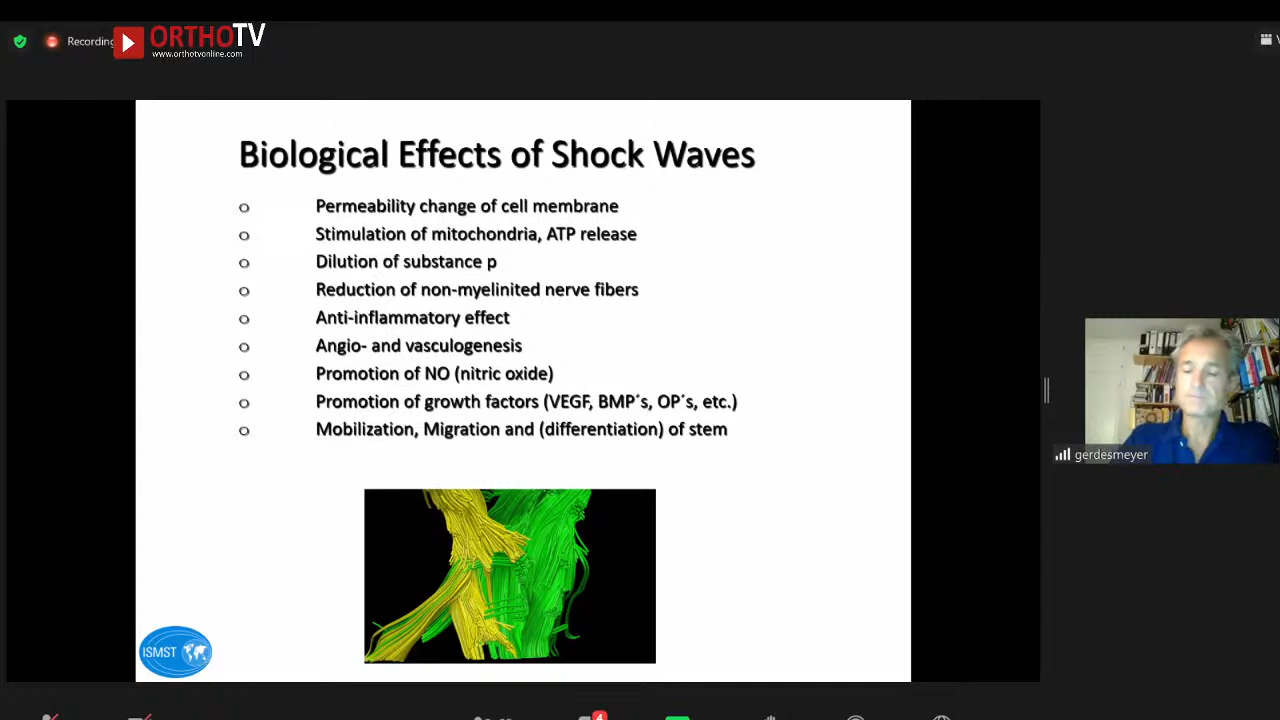 Recording
ORTHOTV
www.orthotvonline.com
Biological Effects of Shock Waves
o Permeability change of cell membrane
o Stimulation of mitochondria, ATP release
o Dilution of substance p
o Reduction of non-myelinited nerve fibers
o Anti-inflammatory effect
o Angio- and vasculogenesis
o Promotion of NO (nitric oxide)
o Promotion of growth factors (VEGF, BMP´s, OP´s, etc.)
o Mobilization, Migration and (differentiation) of stem
gerdesmeyer
ISMST
4